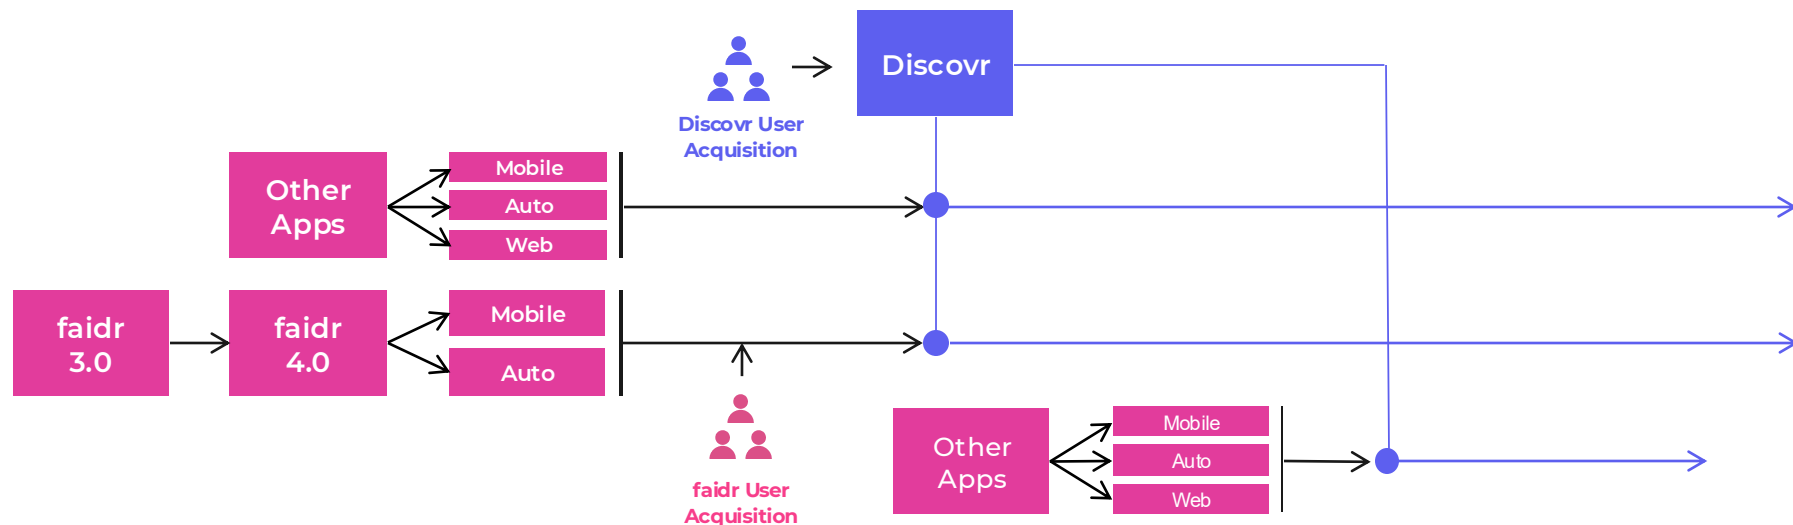 Discovr
Discovr User
Acquisition
Other
Apps
Mobile
Auto
Web
faidr
3.0
faidr
4.0
Mobile
Auto
faidr User
Acquisition
Other
Apps
Mobile
Auto
Web